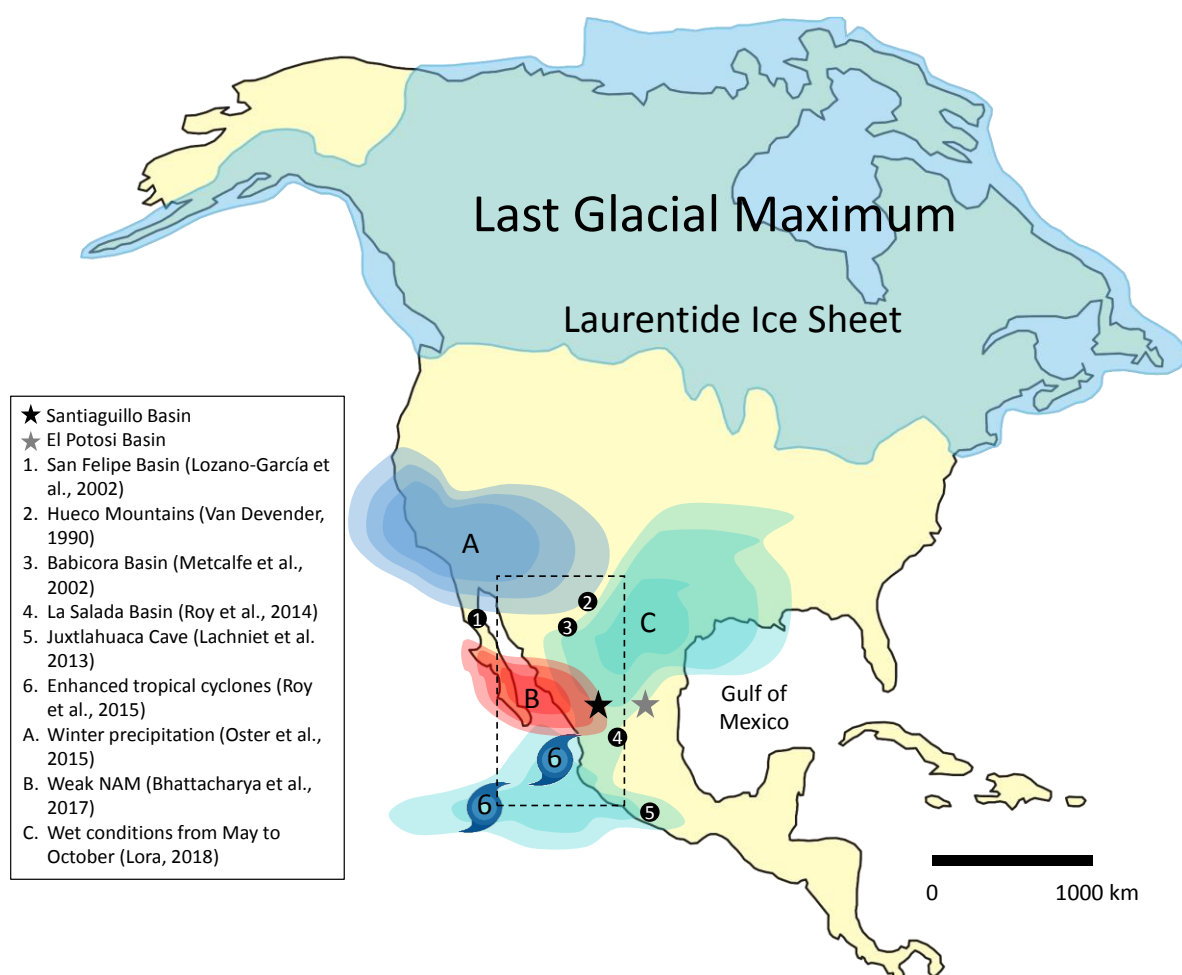 Last Glacial Maximum
Laurentide Ice Sheet
Santiaguillo Basin
El Potosi Basin
1. San Felipe Basin (Lozano-García et
al., 2002)
2. Hueco Mountains (Van Devender,
1990)
3. Babicora Basin (Metcalfe et al.,
2002)
4. La Salada Basin (Roy et al., 2014)
5. Juxtlahuaca Cave (Lachniet et al.
2013)
6. Enhanced tropical cyclones (Roy
et al., 2015)
A. Winter precipitation (Oster et al.,
2015)
B. Weak NAM (Bhattacharya et al.,
2017)
C. Wet conditions from May to
October (Lora, 2018)
A
2
1
3
C
B
Gulf of
Mexico
4
6
6
5
0 1000 km